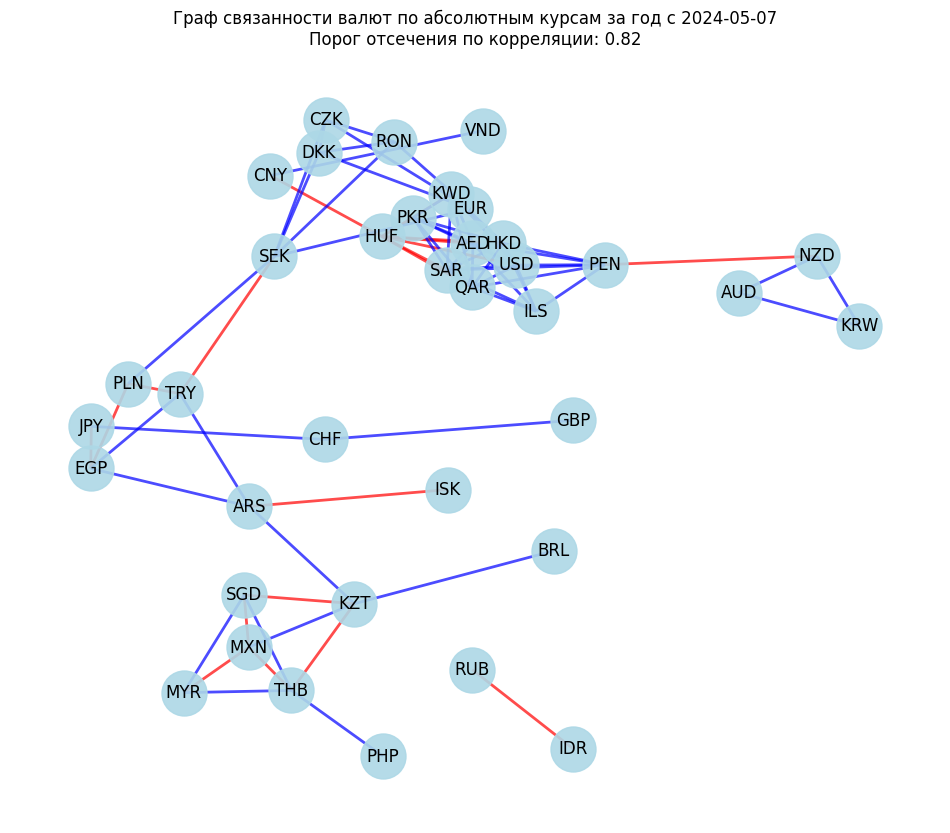 Граф связанности валют по абсолютным курсам за год с 2024-05-07
Порог отсечения по корреляции: 0.82
CZK
VND
RON
DKK
CNY
KWD
EUR
PKR
HUF
AED
HKD
SEK
NZD
USD
PEN
SAR
QAR
AUD
ILS
KRW
PLN
TRY
JPY
GBP
CHF
EGP
ISK
ARS
BRL
SGD
KZT
MXN
RUB
MYR
THB
IDR
PHP